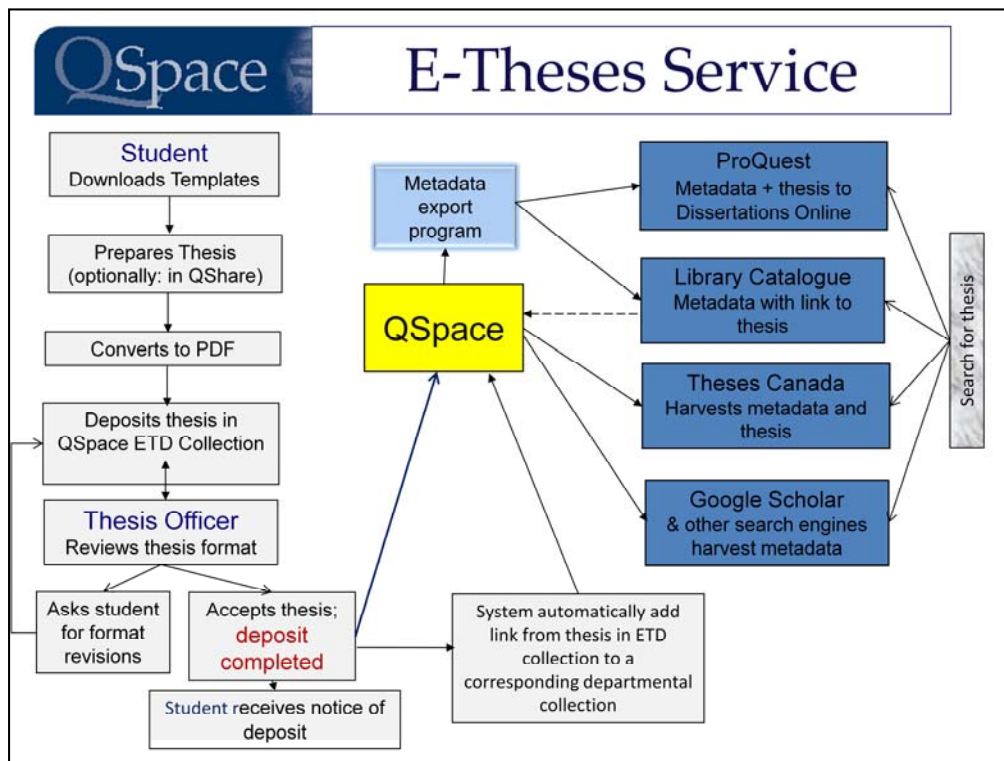 QSpace
E-Theses Service
Student
Downloads Templates
Prepares Thesis
(optionally: in QShare)
Converts to PDF
Deposits thesis in
QSpace ETD Collection
Thesis Officer
Reviews thesis format
Asks student
for format
revisions
Accepts thesis;
deposit
completed
Student receives notice of
deposit
System automatically add
link from thesis in ETD
collection to a
corresponding departmental
collection
Metadata
export
program
QSpace
ProQuest
Metadata + thesis to
Dissertations Online
Library Catalogue
Metadata with link to
thesis
Theses Canada
Harvests metadata and
thesis
Google Scholar
& other search engines
harvest metadata
Search for thesis